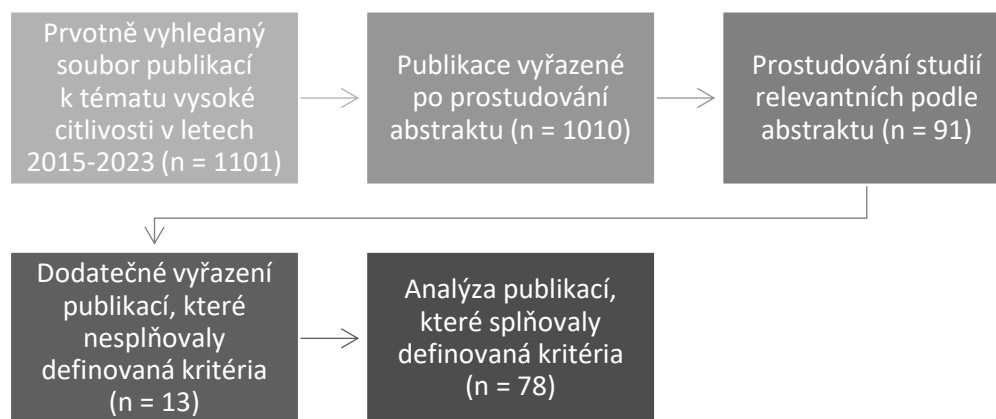 Prvotně vyhledaný
soubor publikací
k tématu vysoké
citlivosti v letech
2015-2023 (n = 1101)
Publikace vyřazené
po prostudování
abstraktu (n = 1010)
Prostudování studií
relevantních podle
abstraktu (n = 91)
Dodatečné vyřazení
publikací, které
nesplňovaly
definovaná kritéria
(n = 13)
Analýza publikací,
které splňovaly
definovaná kritéria
(n = 78)